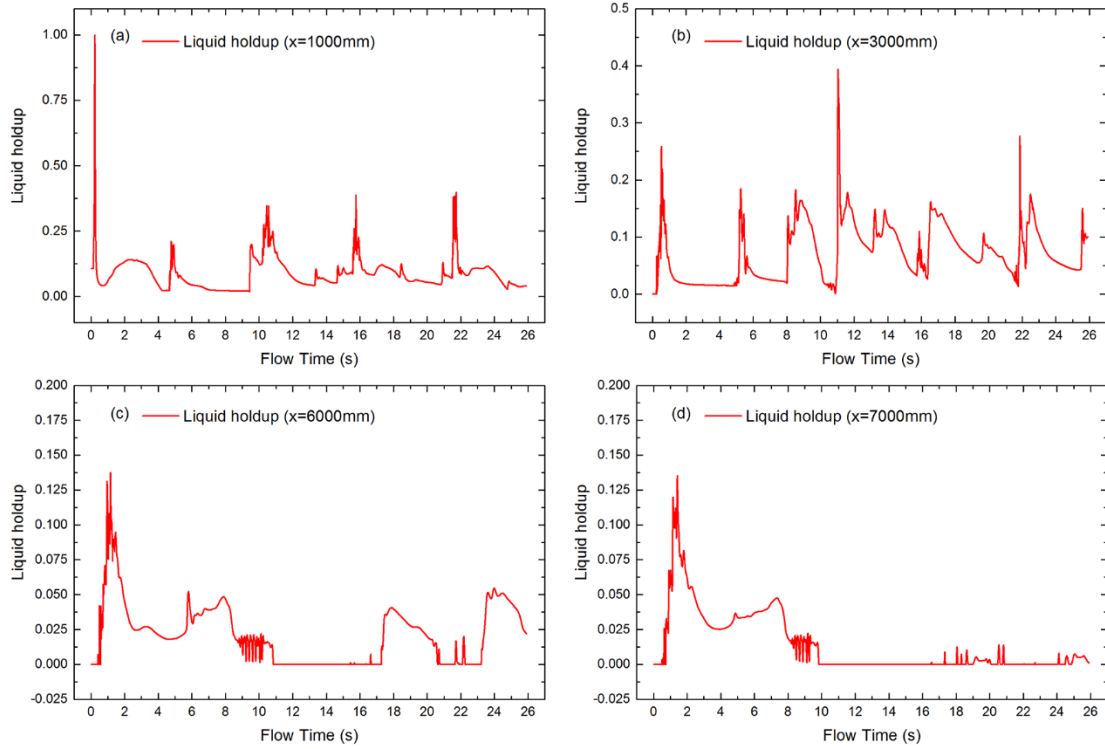 (a) Liquid holdup (x=1000mm)
1.00
0.75
0.50
0.25
0.00
Liquid holdup
0 2 4 6 8 10 12 14 16 18 20 22 24 26
Flow Time (s)
(b) Liquid holdup (x=3000mm)
0.5
0.4
0.3
0.2
0.1
0.0
Liquid holdup
0 2 4 6 8 10 12 14 16 18 20 22 24 26
Flow Time (s)
(c) Liquid holdup (x=6000mm)
0.200
0.175
0.150
0.125
0.100
0.075
0.050
0.025
0.000
-0.025
Liquid holdup
0 2 4 6 8 10 12 14 16 18 20 22 24 26
Flow Time (s)
(d) Liquid holdup (x=7000mm)
0.200
0.175
0.150
0.125
0.100
0.075
0.050
0.025
0.000
-0.025
Liquid holdup
0 2 4 6 8 10 12 14 16 18 20 22 24 26
Flow Time (s)